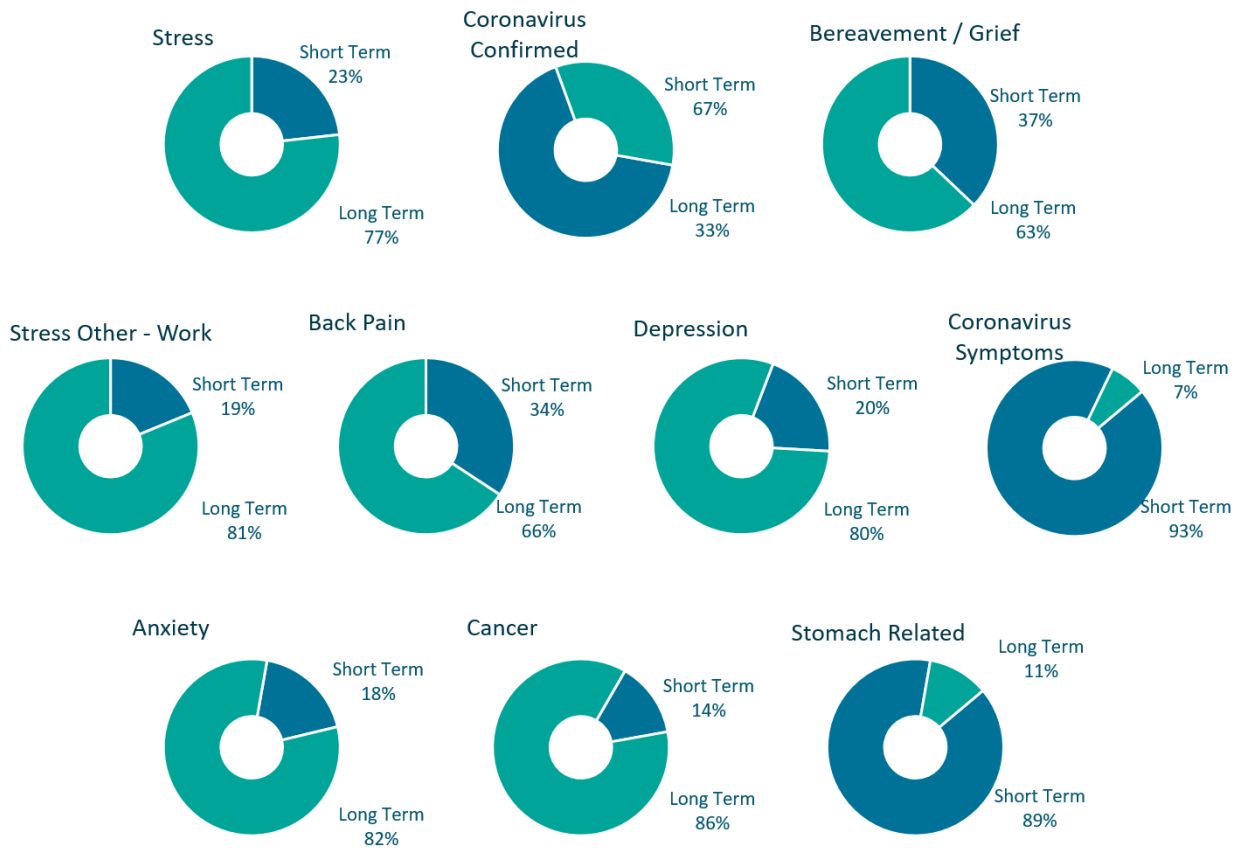 Stress
Short Term
23%
Long Term
77%
Coronavirus
Confirmed
Short Term
67%
Long Term
33%
Bereavement / Grief
Short Term
37%
Long Term
63%
Stress Other - Work
Short Term
19%
Long Term
81%
Back Pain
Short Term
34%
Long Term
66%
Depression
Short Term
20%
Long Term
80%
Coronavirus
Symptoms
Long Term
7%
Short Term
93%
Anxiety
Short Term
18%
Long Term
82%
Cancer
Short Term
14%
Long Term
86%
Stomach Related
Long Term
11%
Short Term
89%